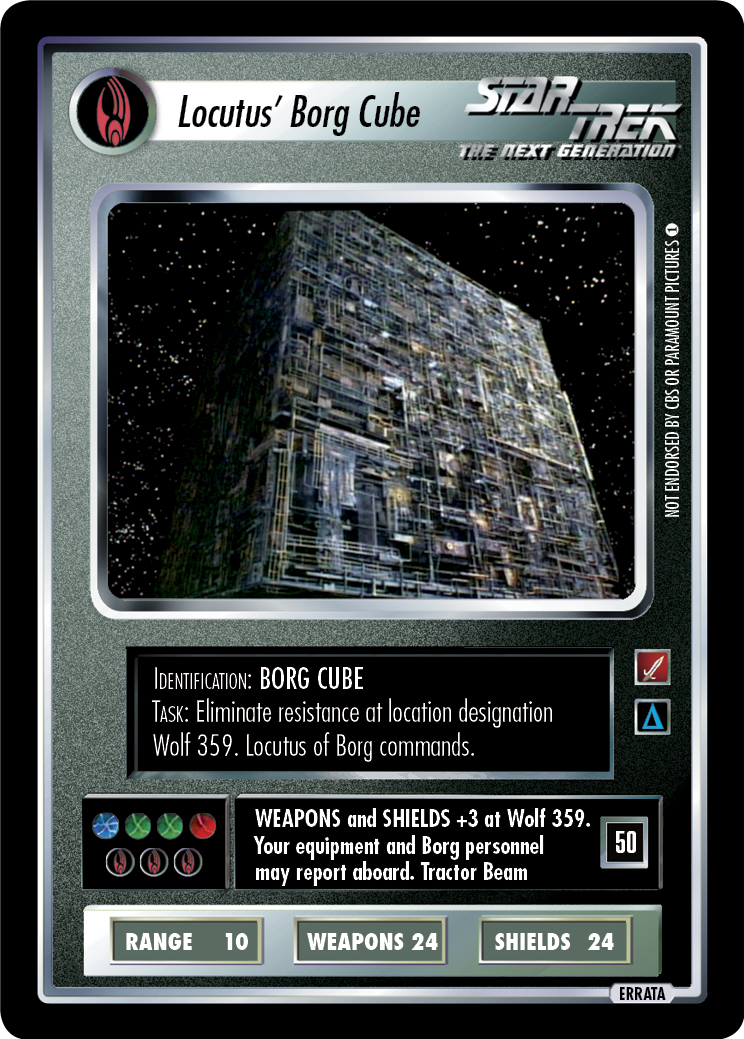 Locutus' Borg Cube
STAR TREK
THE NEXT GENERATION
NOT ENDORSED BY CBS OR PARAMOUNT PICTURES 1
IDENTIFICATION: BORG CUBE
TASK: Eliminate resistance at location designation
Wolf 359. Locutus of Borg commands.
WEAPONS and SHIELDS +3 at Wolf 359.
Your equipment and Borg personnel
may report aboard. Tractor Beam
50
RANGE 10 WEAPONS 24 SHIELDS 24
ERRATA